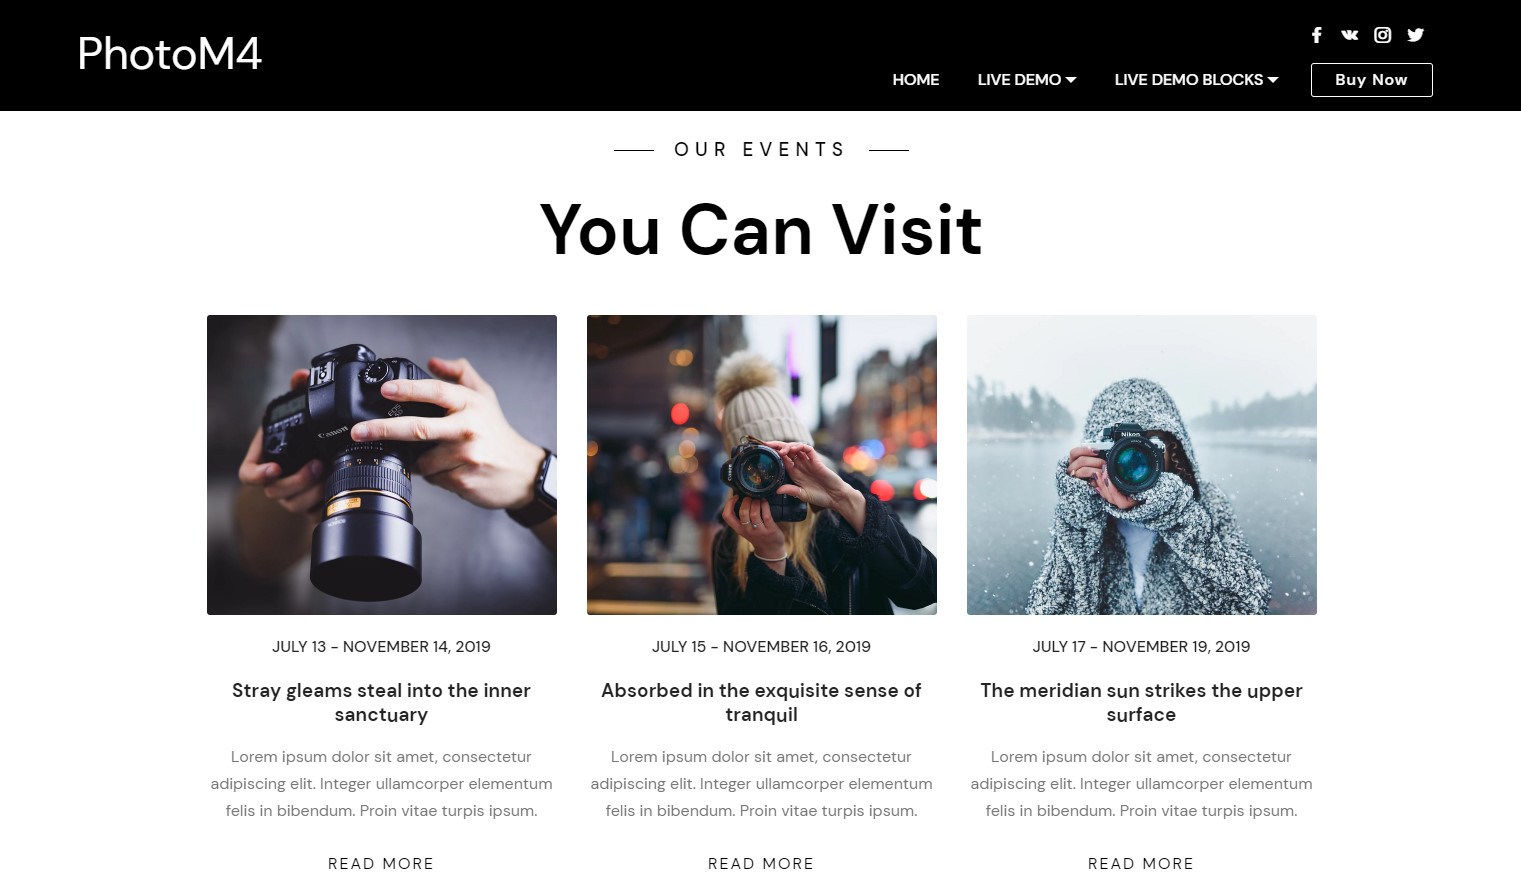 PhotoM4
HOME
LIVE DEMO
LIVE DEMO BLOCKS
Buy Now
OUR EVENTS
You Can Visit
Canon
Nikon
JULY 13 - NOVEMBER 14, 2019
Stray gleams steal into the inner
sanctuary
Lorem ipsum dolor sit amet, consectetur
adipiscing elit. Integer ullamcorper elementum
felis in bibendum. Proin vitae turpis ipsum.
READ MORE
JULY 15 - NOVEMBER 16, 2019
Absorbed in the exquisite sense of
tranquil
Lorem ipsum dolor sit amet, consectetur
adipiscing elit. Integer ullamcorper elementum
felis in bibendum. Proin vitae turpis ipsum.
READ MORE
JULY 17 - NOVEMBER 19, 2019
The meridian sun strikes the upper
surface
Lorem ipsum dolor sit amet, consectetur
adipiscing elit. Integer ullamcorper elementum
felis in bibendum. Proin vitae turpis ipsum.
READ MORE